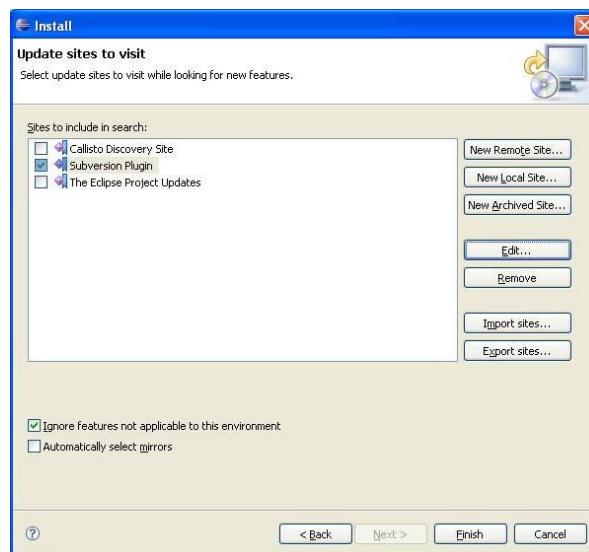 Install
Update sites to visit
Select update sites to visit while looking for new features.
Sites to include in search:
Callisto Discovery Site
Subversion Plugin
The Eclipse Project Updates
New Remote Site...
New Local Site...
New Archived Site...
Edit...
Remove
Import sites...
Export sites...
Ignore features not applicable to this environment
Automatically select mirrors
?
< Back
Next >
Finish
Cancel